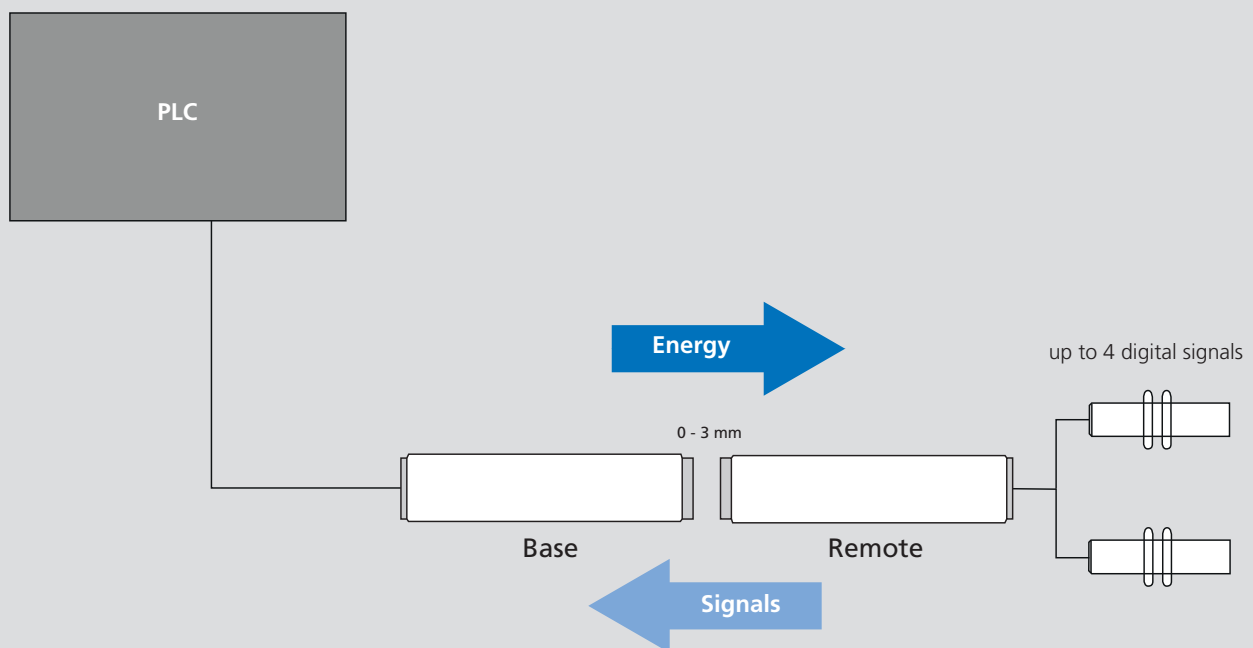 PLC
Energy
up to 4 digital signals
0 - 3 mm
Base
Remote
Signals